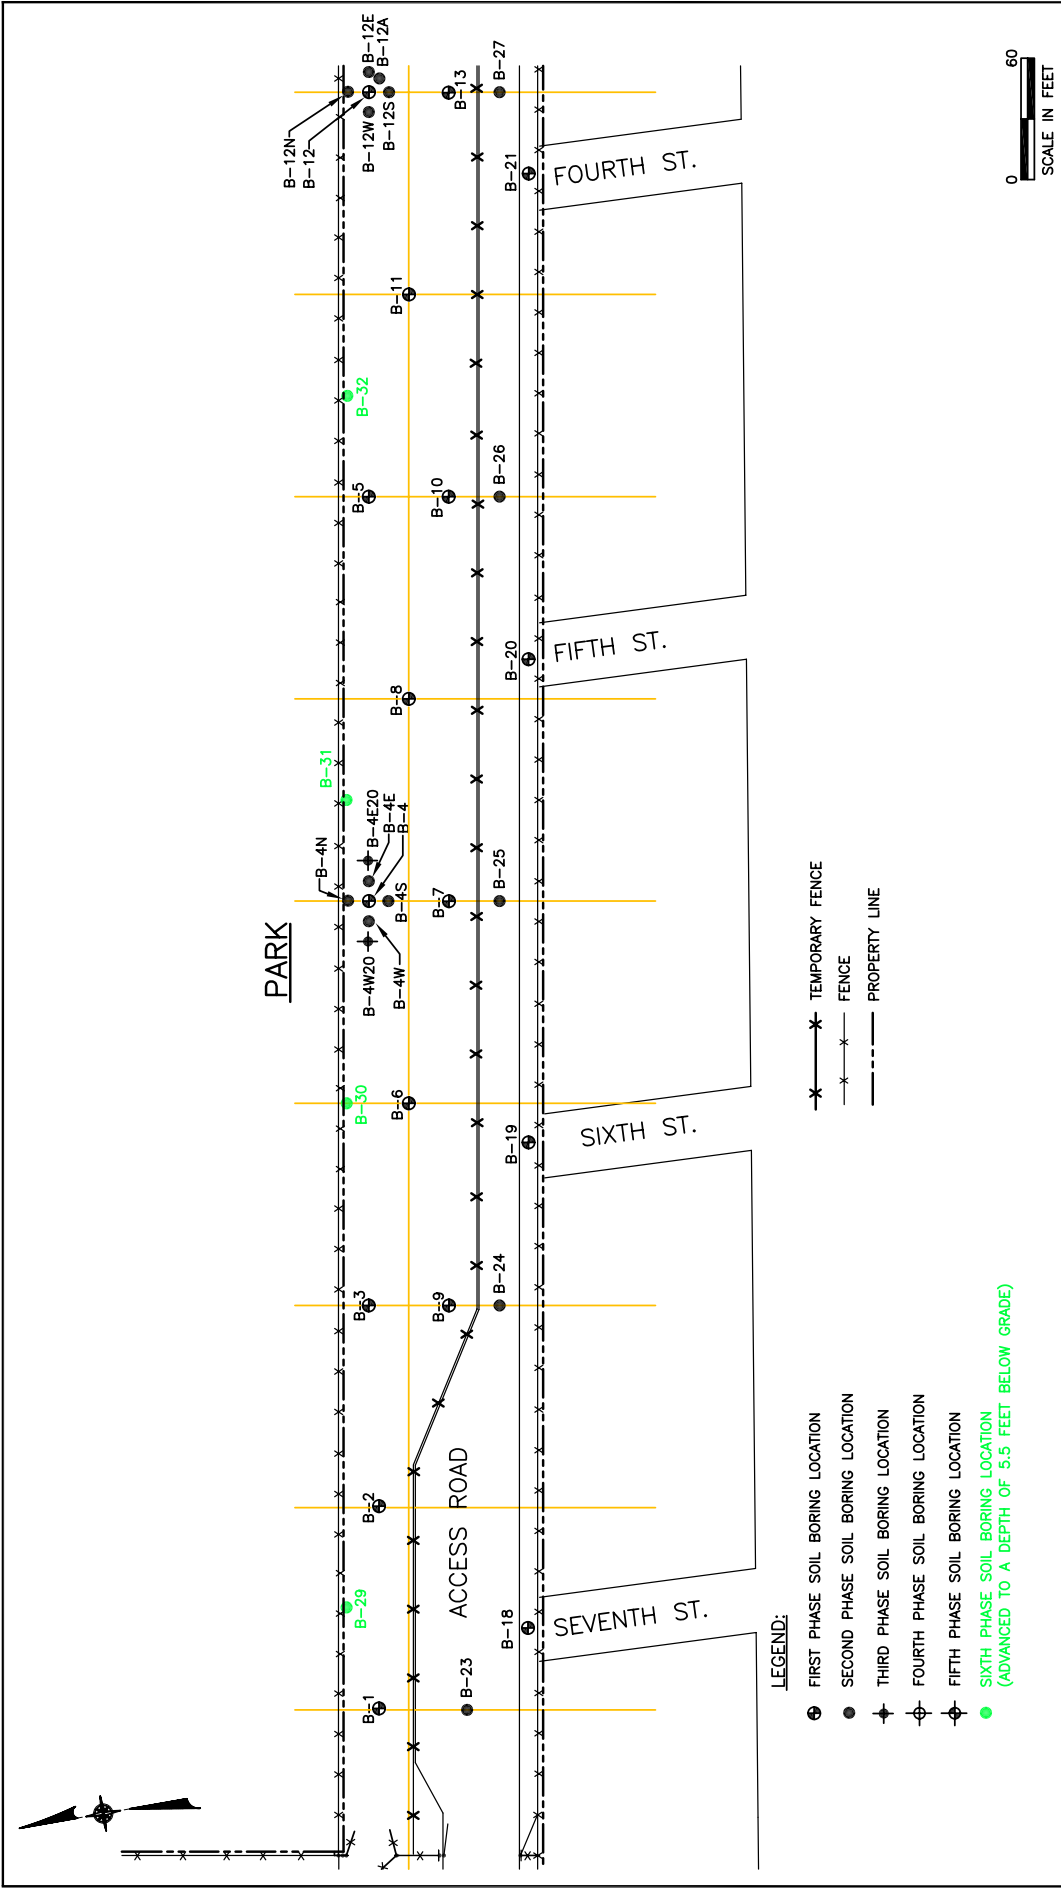 PARK
B-12N
B-12
B-12E
B-12A
B-12W
B-12S
B-13
B-27
B-21
FOURTH ST.
B-11
B-32
B-5
B-10
B-26
B-20
FIFTH ST.
B-8
B-31
B-4N
B-4E20
B-4E
B-4
B-4S
B-4W20
B-4W
B-7
B-25
B-30
B-6
B-19
SIXTH ST.
B-3
B-9
B-24
B-2
ACCESS ROAD
B-29
B-18
SEVENTH ST.
B-1
B-23
LEGEND:
FIRST PHASE SOIL BORING LOCATION
SECOND PHASE SOIL BORING LOCATION
THIRD PHASE SOIL BORING LOCATION
FOURTH PHASE SOIL BORING LOCATION
FIFTH PHASE SOIL BORING LOCATION
SIXTH PHASE SOIL BORING LOCATION
(ADVANCED TO A DEPTH OF 5.5 FEET BELOW GRADE)
TEMPORARY FENCE
FENCE
PROPERTY LINE
0 60
SCALE IN FEET